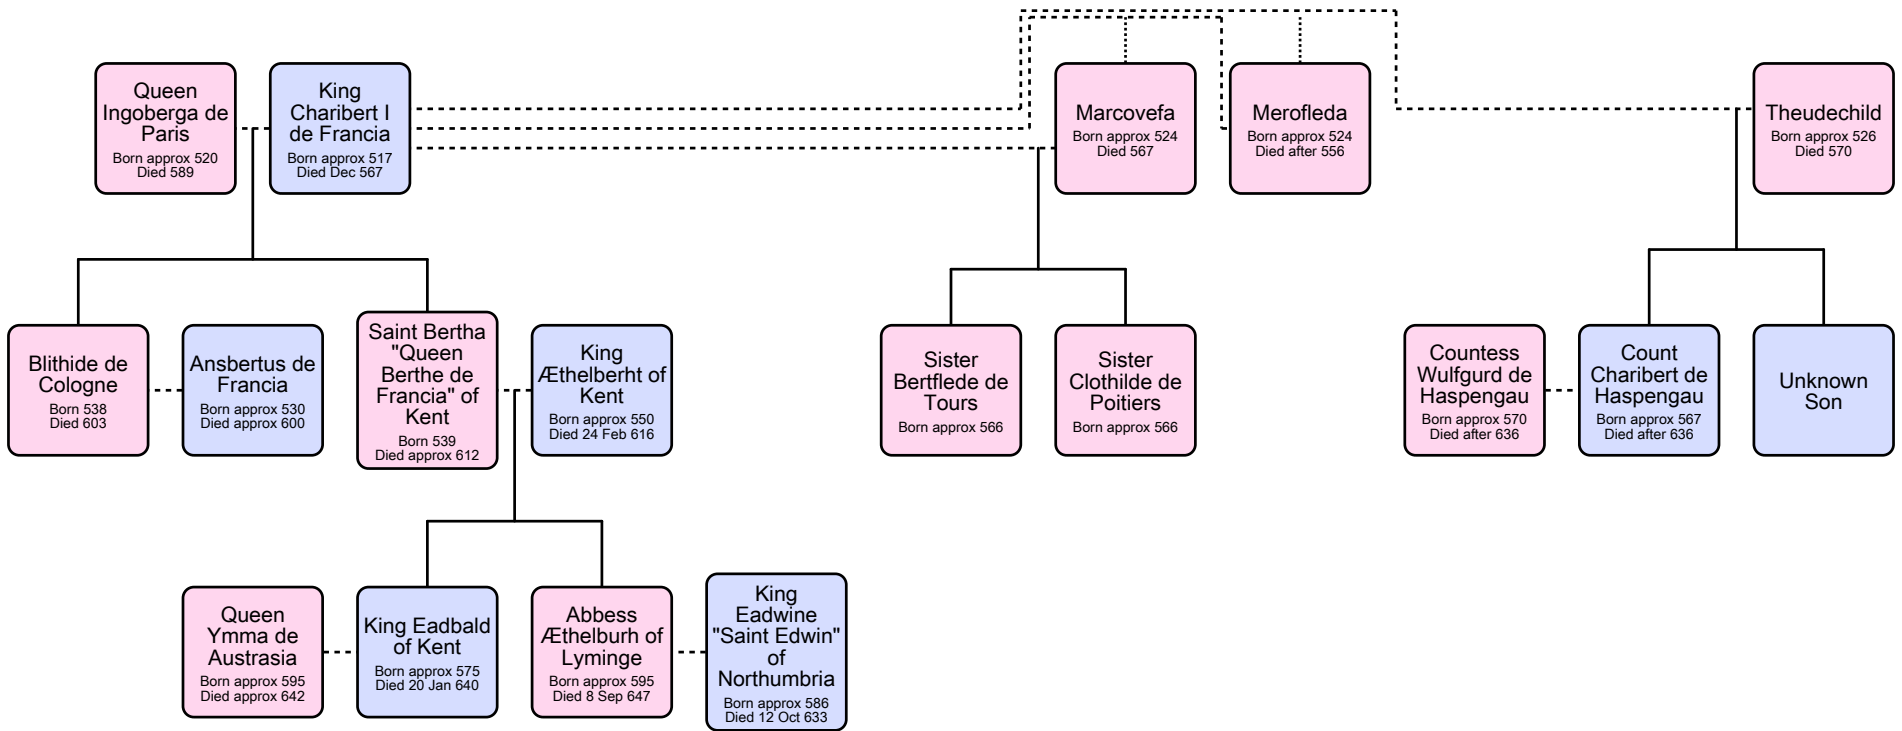 Queen
Ingoberga de
Paris
Born approx 520
Died 589
King
Charibert I
de Francia
Born approx 517
Died Dec 567
Marcovefa
Born approx 524
Died 567
Merofleda
Born approx 524
Died after 556
Theudechild
Born approx 526
Died 570
Blithide de
Cologne
Born 538
Died 603
Ansbertus de
Francia
Born approx 530
Died approx 600
Saint Bertha
"Queen
Berthe de
Francia" of
Kent
Born 539
Died approx 612
King
Æthelberht of
Kent
Born approx 550
Died 24 Feb 616
Sister
Bertflede de
Tours
Born approx 566
Sister
Clothilde de
Poitiers
Born approx 566
Countess
Wulfgurd de
Haspengau
Born approx 570
Died after 636
Count
Charibert de
Haspengau
Born approx 567
Died after 636
Unknown
Son
Queen
Ymma de
Austrasia
Born approx 595
Died approx 642
King Eadbald
of Kent
Born approx 575
Died 20 Jan 640
Abbess
Æthelburh of
Lyminge
Born approx 595
Died 8 Sep 647
King
Eadwine
"Saint Edwin"
of
Northumbria
Born approx 586
Died 12 Oct 633